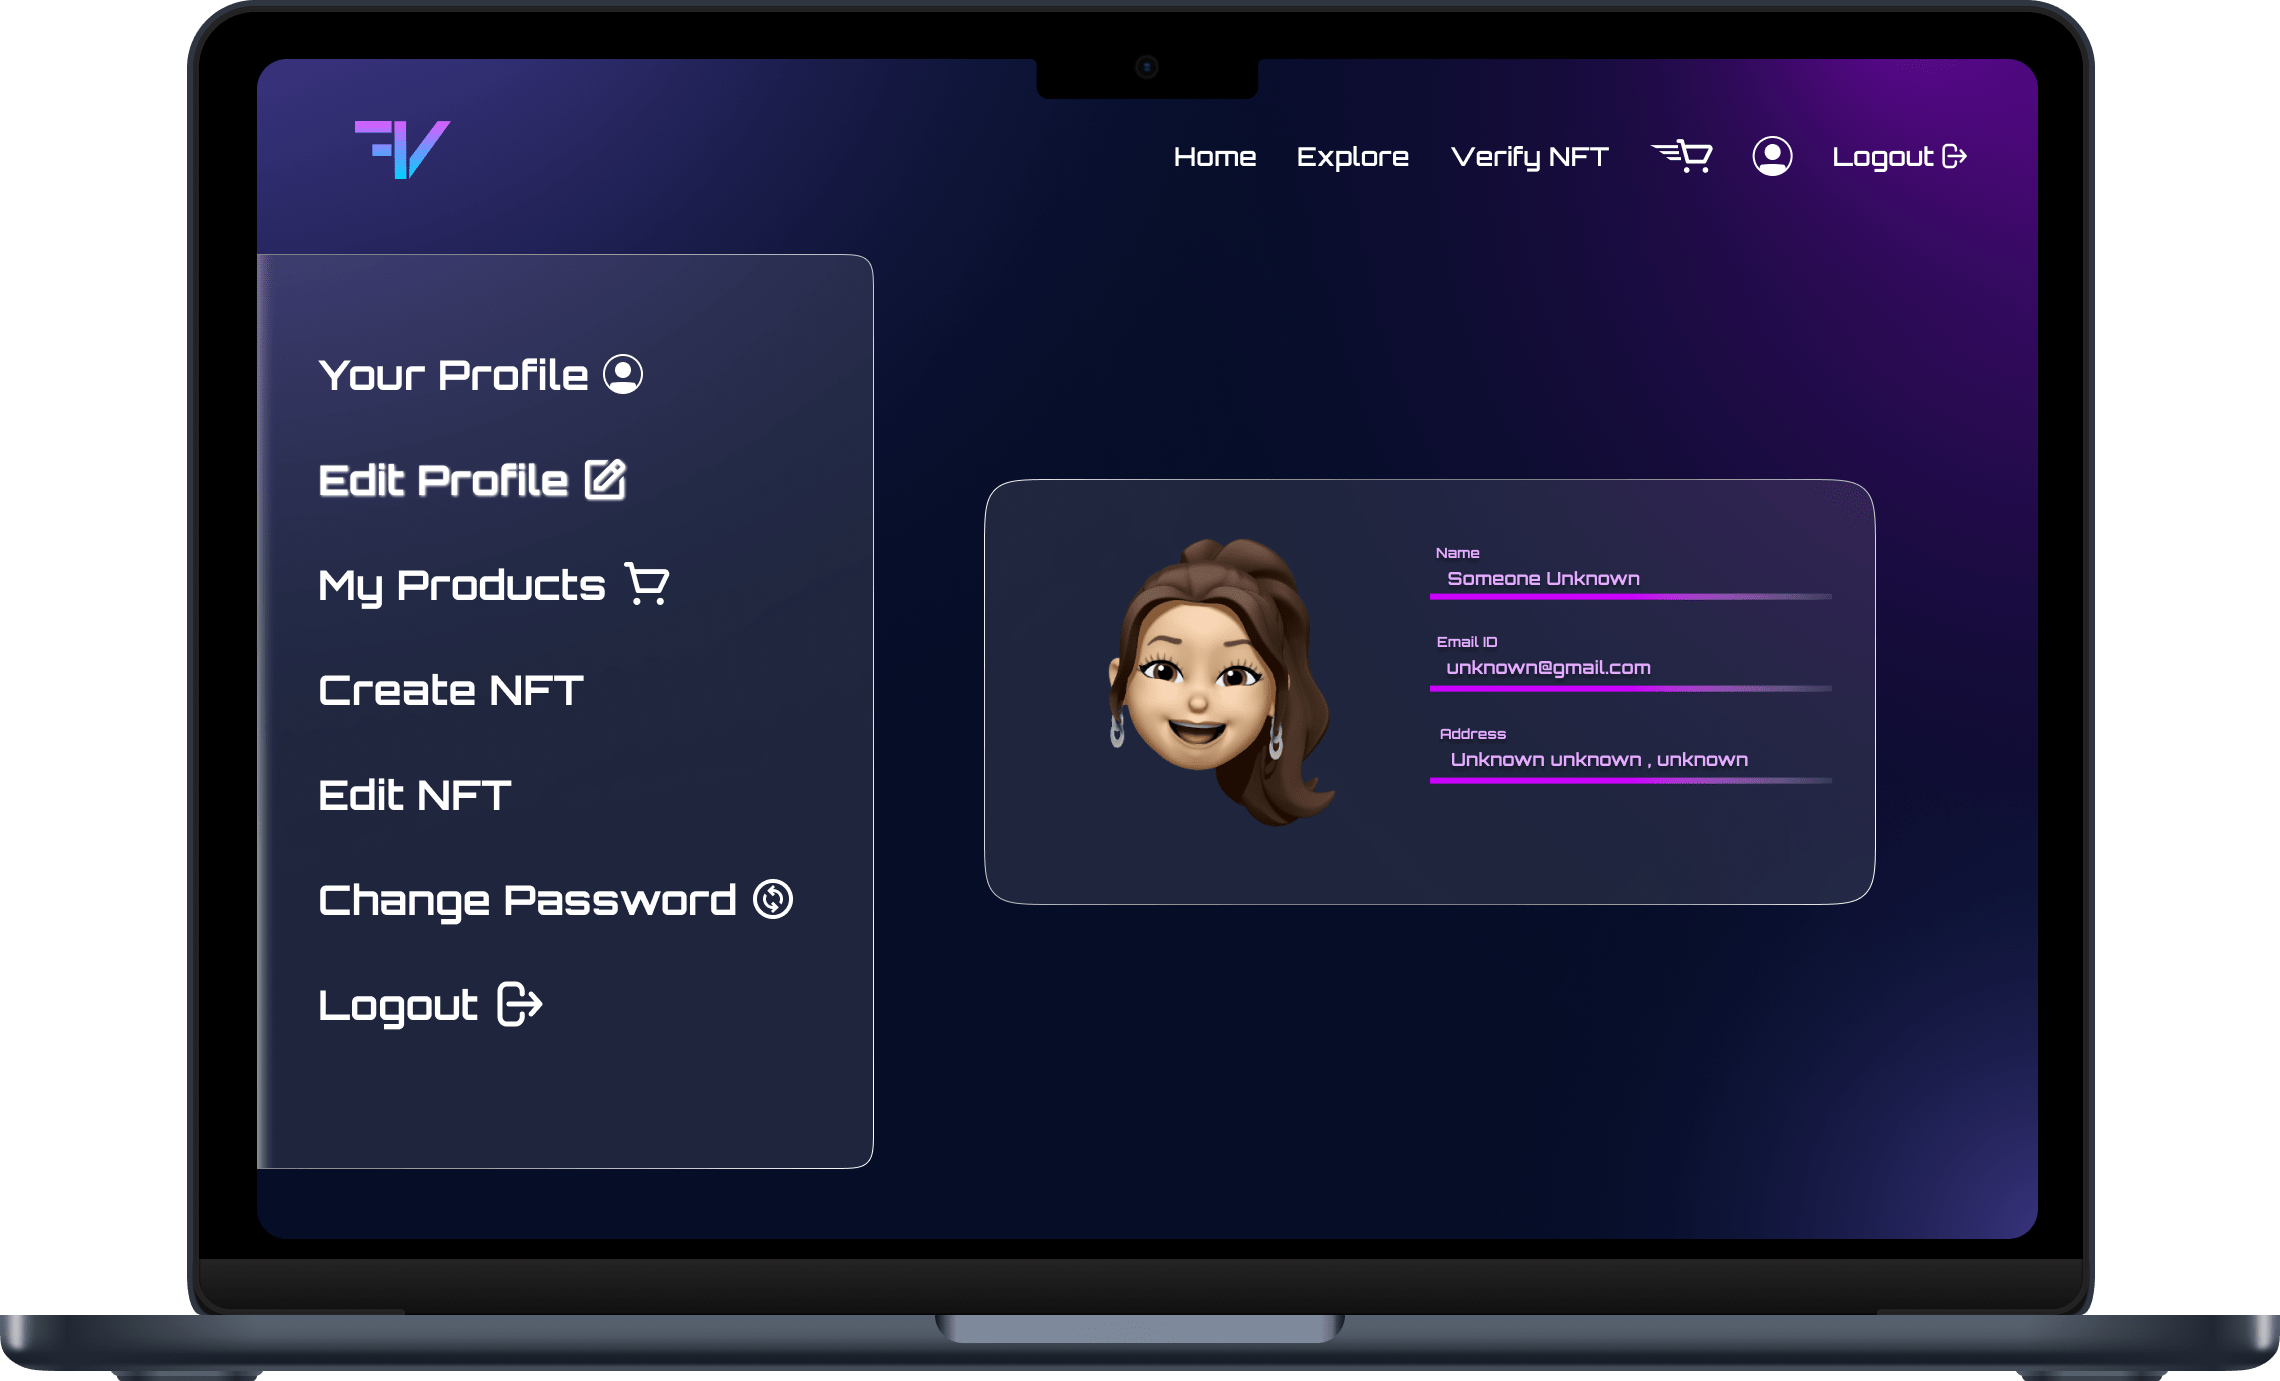 FV
Home Explore Verify NFT Logout
Your Profile
Edit Profile
My Products
Create NFT
Edit NFT
Change Password
Logout
Name
Someone Unknown
Email ID
unknown@gmail.com
Address
Unknown unknown , unknown